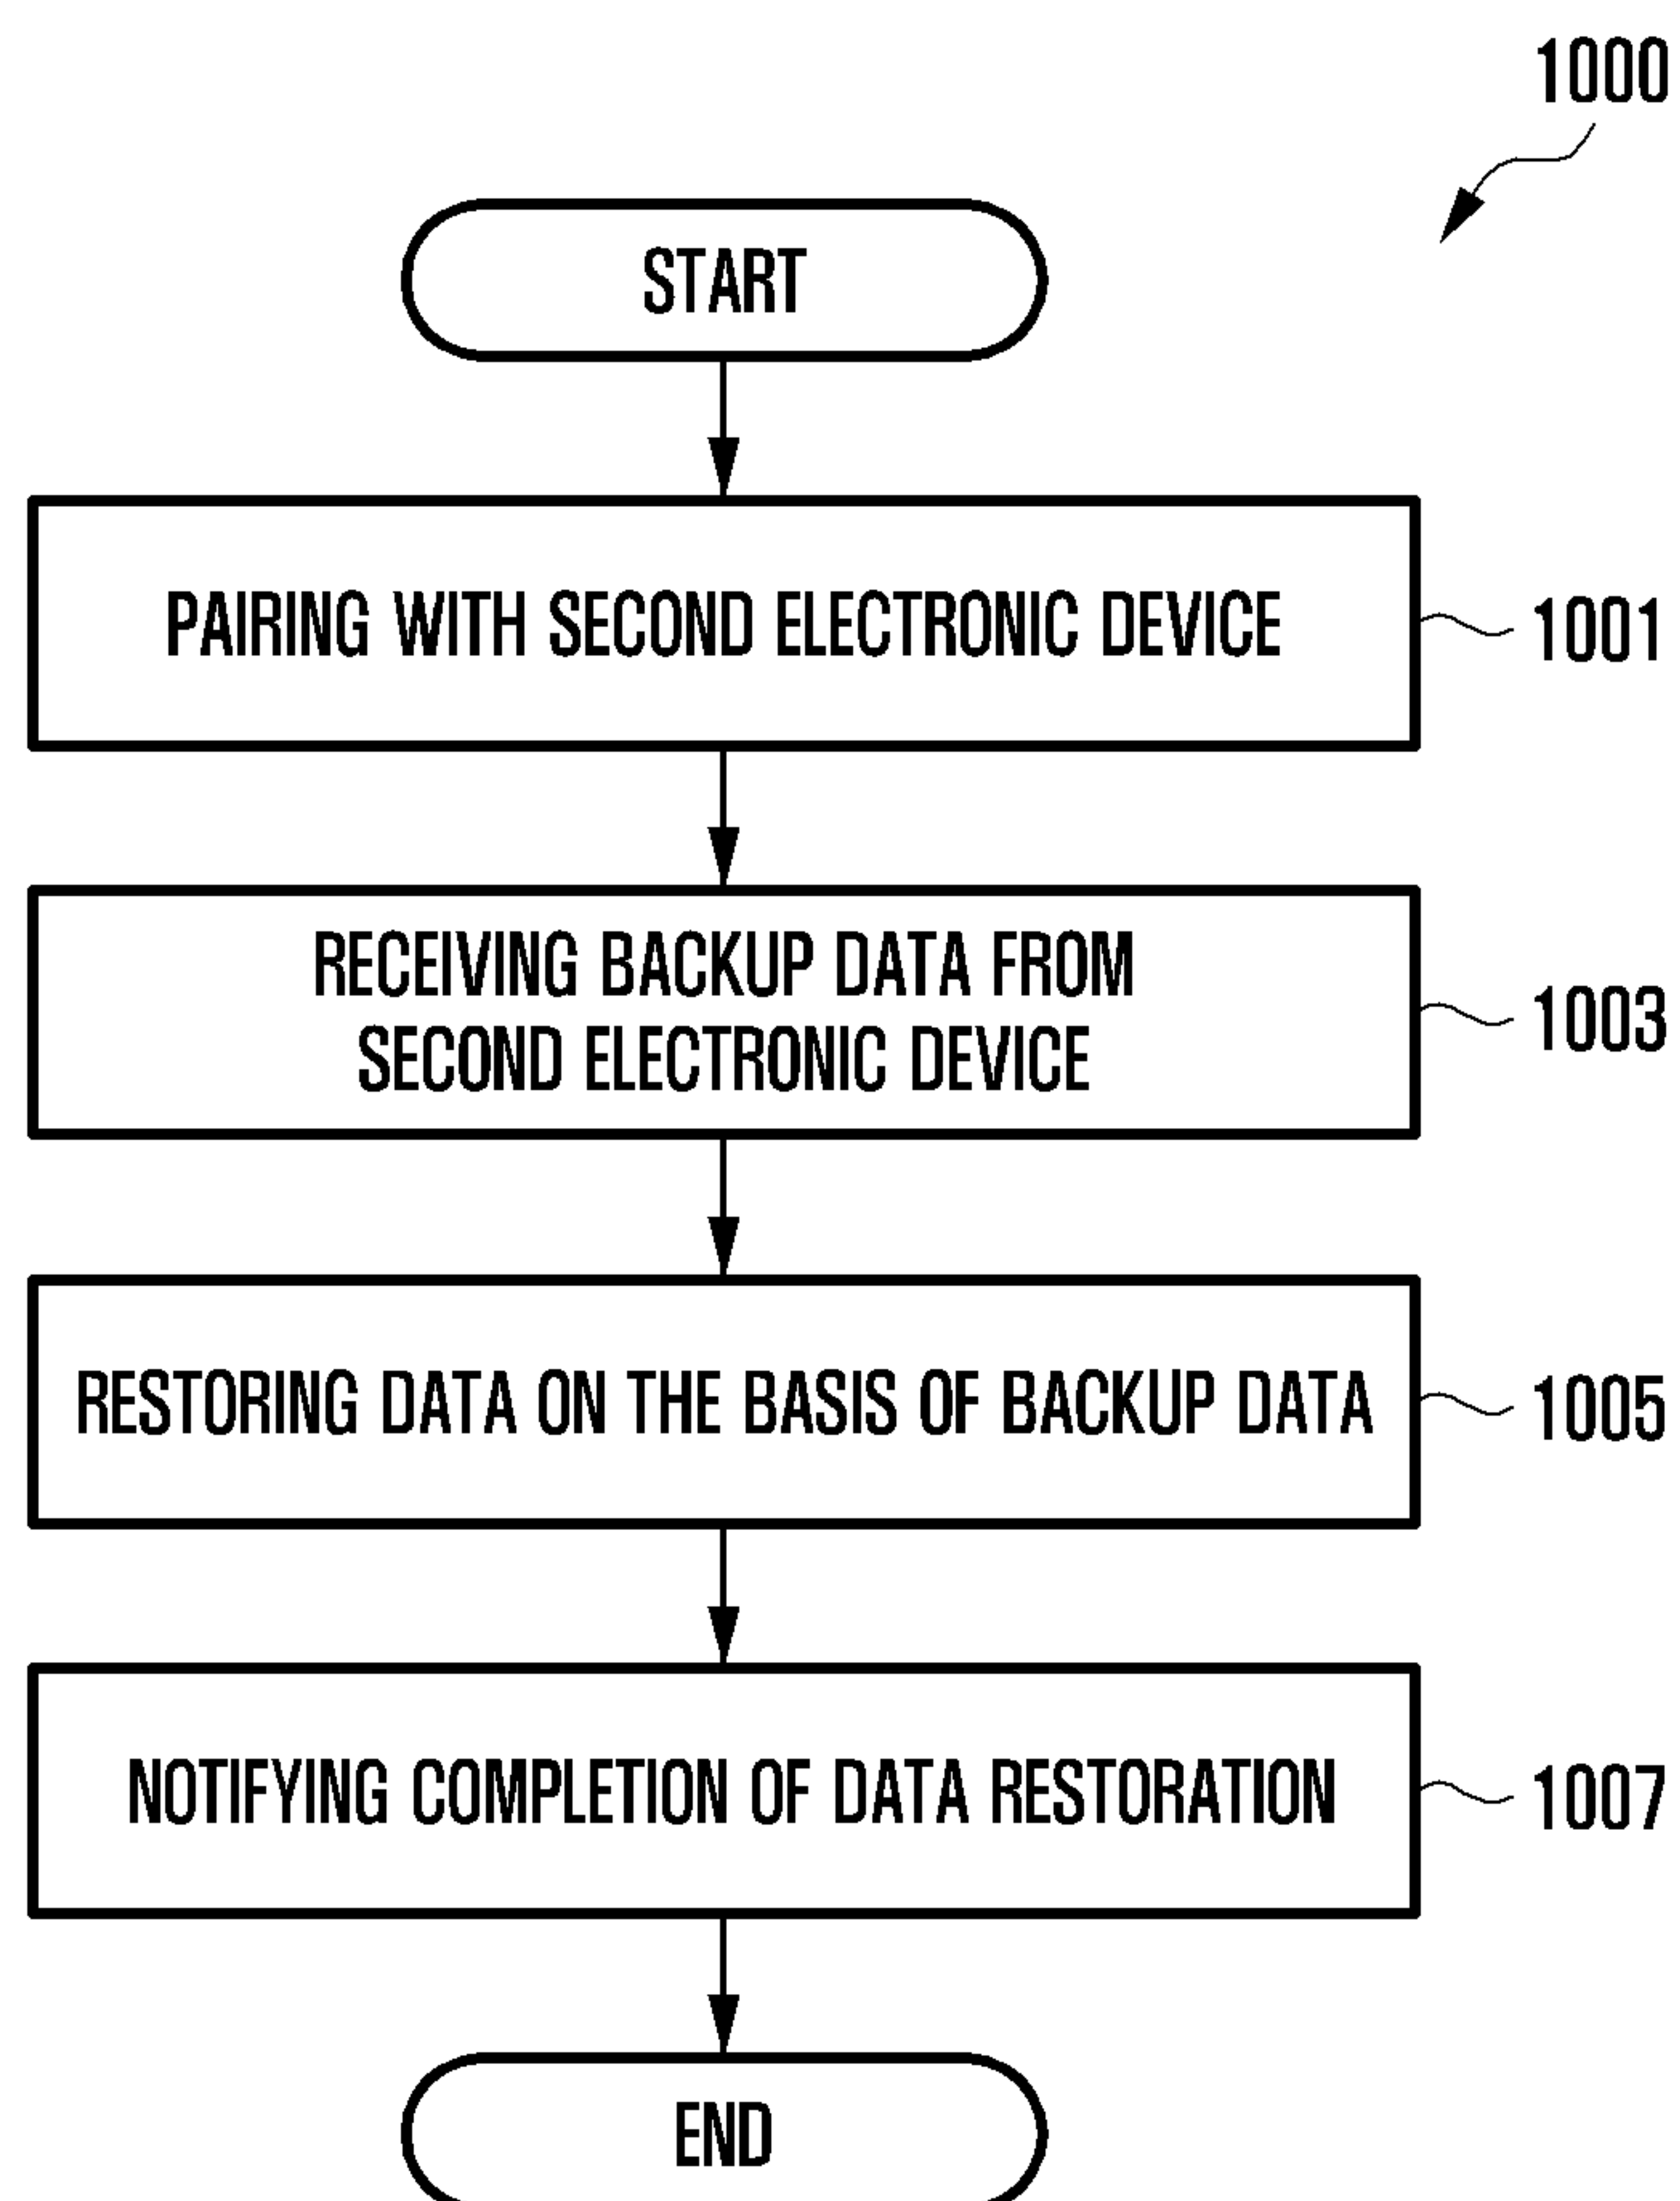 1000
START
PAIRING WITH SECOND ELECTRONIC DEVICE
1001
RECEIVING BACKUP DATA FROM
SECOND ELECTRONIC DEVICE
1003
RESTORING DATA ON THE BASIS OF BACKUP DATA
1005
NOTIFYING COMPLETION OF DATA RESTORATION
1007
END